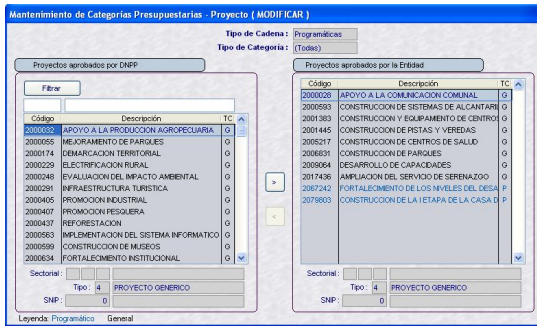 Mantenimiento de Categorías Presupuestarias - Proyecto ( MODIFICAR )
Tipo de Cadena : Programáticas
Tipo de Categoría : (Todas)
Proyectos aprobados por DNPP
Filtrar
Código Descripción TC
2000032 APOYO A LA PRODUCCION AGROPECUARIA G
2000055 MEJORAMIENTO DE PARQUES G
2000174 DEMARCACION TERRITORIAL G
2000229 ELECTRIFICACION RURAL G
2000248 EVALUACION DEL IMPACTO AMBIENTAL G
2000291 INFRAESTRUCTURA TURISTICA G
2000405 PROMOCION INDUSTRIAL G
2000407 PROMOCION PESQUERA G
2000437 REFORESTACION G
2000563 IMPLEMENTACION DEL SISTEMA INFORMATICO G
2000599 CONSTRUCCION DE MUSEOS G
2000634 FORTALECIMIENTO INSTITUCIONAL G
Sectorial :
Tipo : 4 PROYECTO GENERICO
SNIP : 0
>
<
Proyectos aprobados por la Entidad
Código Descripción TC
2000028 APOYO A LA COMUNICACION COMUNAL G
2000593 CONSTRUCCION DE SISTEMAS DE ALCANTARIL G
2001383 CONSTRUCCION Y EQUIPAMENTO DE CENTROS G
2001445 CONSTRUCCION DE PISTAS Y VEREDAS G
2005217 CONSTRUCCION DE CENTROS DE SALUD G
2006831 CONSTRUCCION DE PARQUES G
2009064 DESARROLLO DE CAPACIDADES G
2017436 AMPLIACION DEL SERVICIO DE SERENAZGO G
2067242 FORTALECIMIENTO DE LOS NIVELES DEL DESA P
2079803 CONSTRUCCION DE LA I ETAPA DE LA CASA D P
Sectorial :
Tipo : 4 PROYECTO GENERICO
SNIP : 0
Leyenda: Programático General